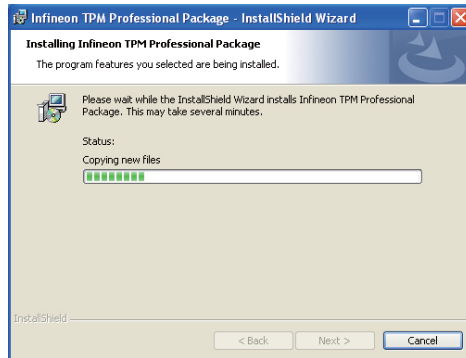 Infineon TPM Professional Package - InstallShield Wizard
Installing Infineon TPM Professional Package
The program features you selected are being installed.
Please wait while the InstallShield Wizard installs Infineon TPM Professional
Package. This may take several minutes.
Status:
Copying new files
InstallShield
< Back Next > Cancel